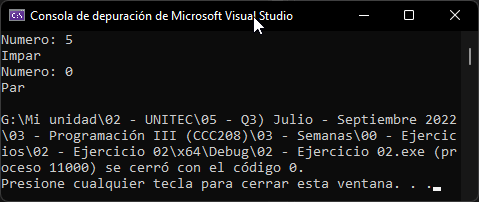 Consola de depuración de Microsoft Visual Studio
Numero: 5
Impar
Numero: 0
Par
G:\Mi unidad\02 - UNITEC\05 - Q3) Julio - Septiembre 2022
\03 - Programación III (CCC208)\03 - Semanas\00 - Ejercic
ios\02 - Ejercicio 02\x64\Debug\02 - Ejercicio 02.exe (pr
oceso 11000) se cerró con el código 0.
Presione cualquier tecla para cerrar esta ventana. . .